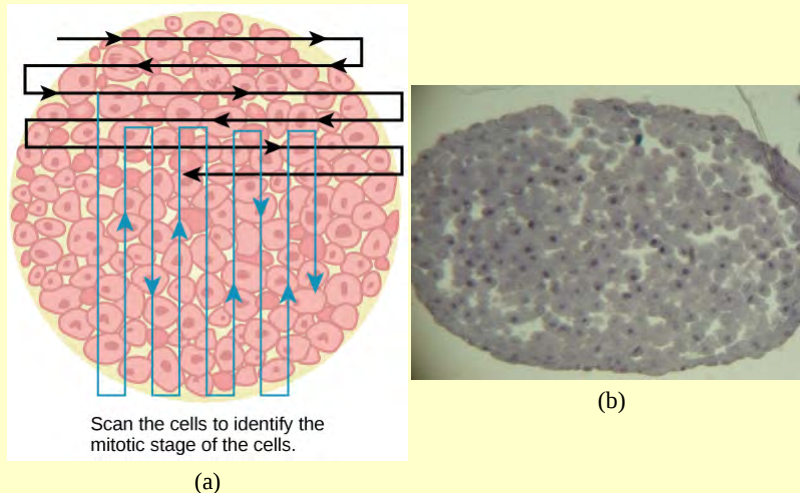 Scan the cells to identify the
mitotic stage of the cells.
(a)
(b)